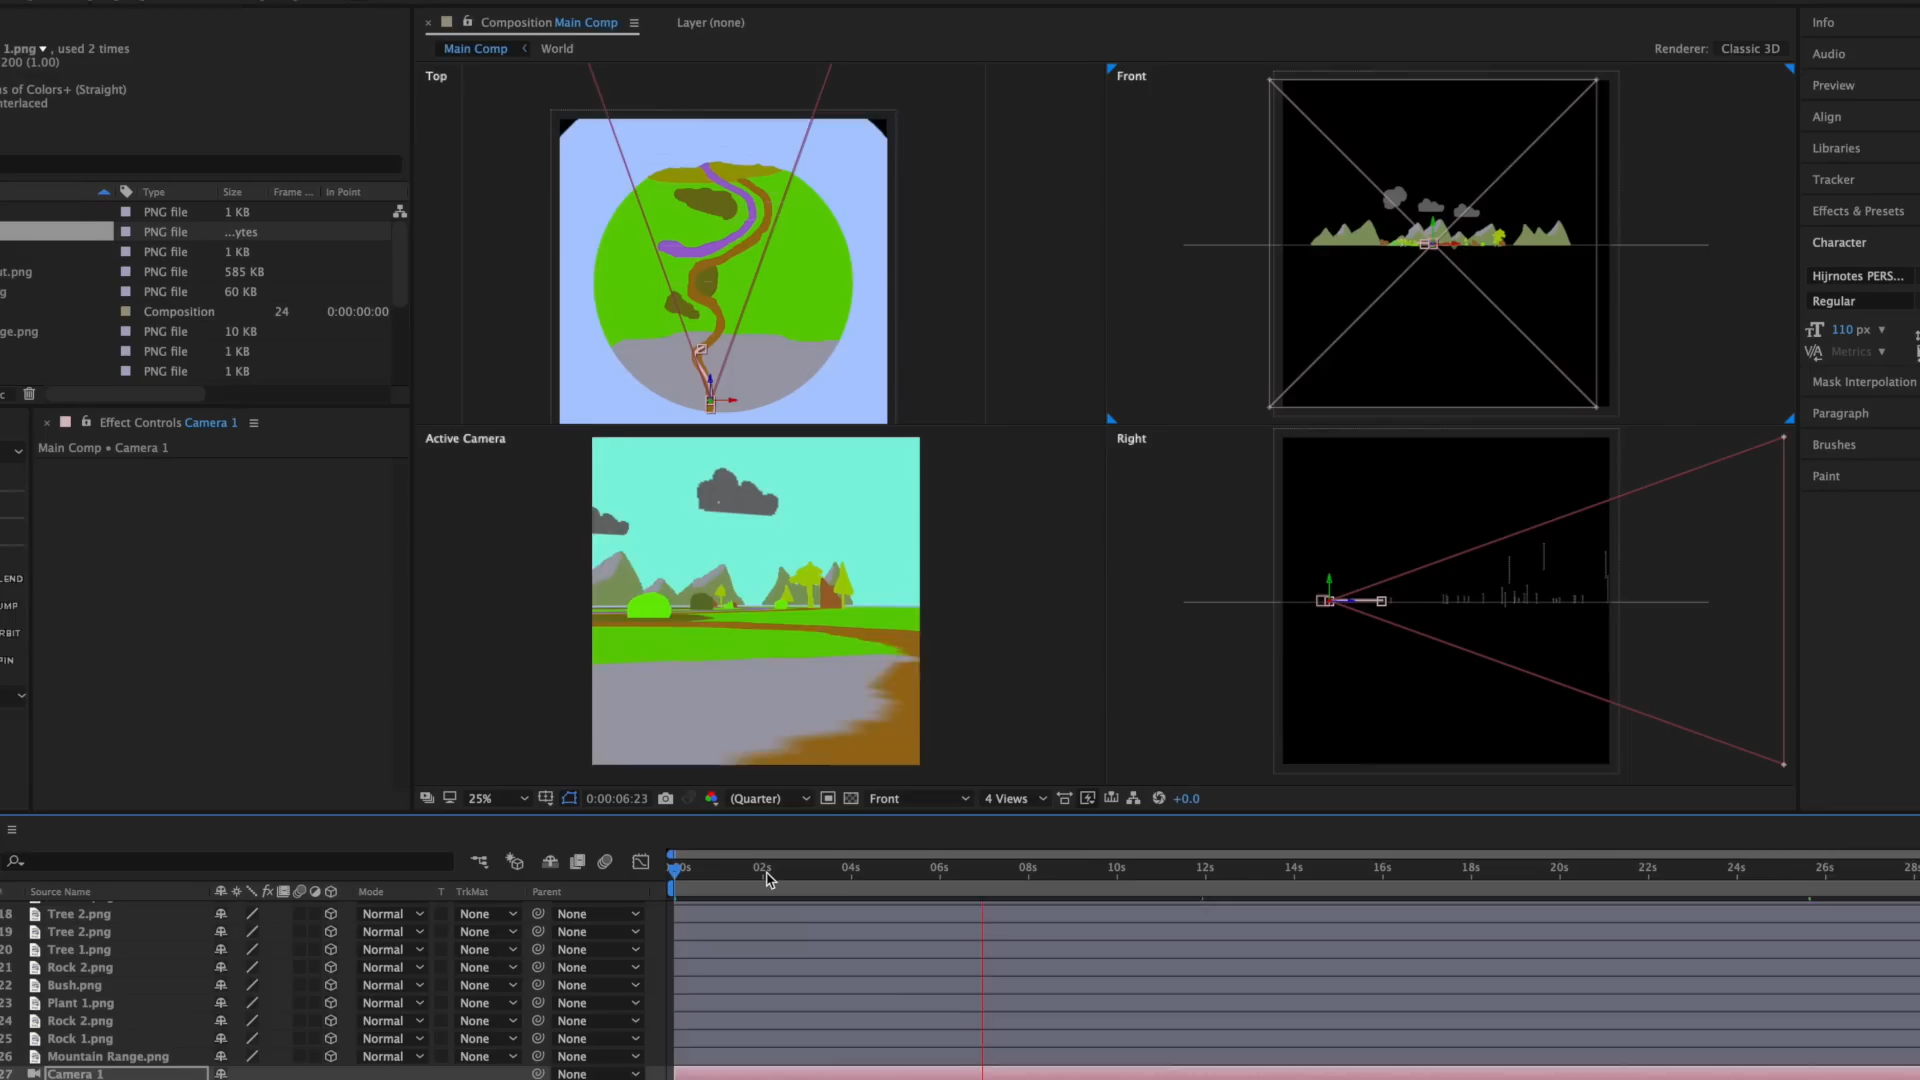 Composition Main Comp
Layer (none)
1.png , used 2 times
200 (1.00)
ns of Colors+ (Straight)
nterlaced
Main Comp
World
Renderer: Classic 3D
Top
Front
Active Camera
Right
Type Size Frame ... In Point
PNG file 1 KB
PNG file ...ytes
PNG file 1 KB
ut.png PNG file 585 KB
g PNG file 60 KB
Composition 24 0:00:00:00
ge.png PNG file 10 KB
PNG file 1 KB
PNG file 1 KB
Effect Controls Camera 1
Main Comp • Camera 1
LEND
UMP
RBIT
PIN
25% 0:00:06:23 (Quarter) Front 4 Views +0.0
Info
Audio
Preview
Align
Libraries
Tracker
Effects & Presets
Character
Hijrnotes PERS...
Regular
110 px
Metrics
Mask Interpolation
Paragraph
Brushes
Paint
02s 04s 06s 08s 10s 12s 14s 16s 18s 20s 22s 24s 26s 28s
Source Name fx Mode T TrkMat Parent
18 Tree 2.png Normal None None
19 Tree 2.png Normal None None
20 Tree 1.png Normal None None
21 Rock 2.png Normal None None
22 Bush.png Normal None None
23 Plant 1.png Normal None None
24 Rock 2.png Normal None None
25 Rock 1.png Normal None None
26 Mountain Range.png Normal None None
27 Camera 1 None